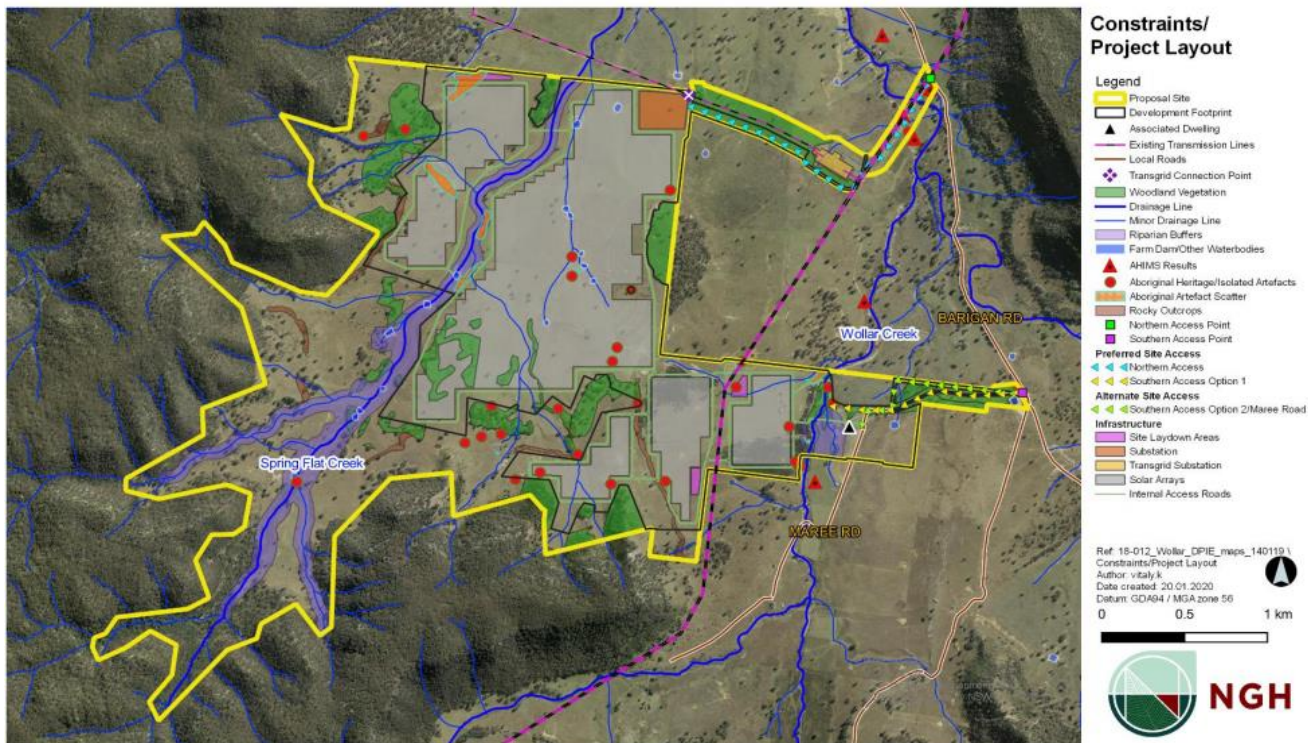 Constraints/
Project Layout
Legend
Proposal Site
Development Footprint
Associated Dwelling
Existing Transmission Lines
Local Roads
Transgrid Connection Point
Woodland Vegetation
Drainage Line
Minor Drainage Line
Riparian Buffers
Farm Dam/Other Waterbodies
AHIMS Results
Aboriginal Heritage/Isolated Artefacts
Aboriginal Artefact Scatter
Rocky Outcrops
Northern Access Point
Southern Access Point
Preferred Site Access
Northern Access
Southern Access Option 1
Alternate Site Access
Southern Access Option 2/Maree Road
Infrastructure
Site Laydown Areas
Substation
Transgrid Substation
Solar Arrays
Internal Access Roads
Ref: 18-012_Wollar_DPIE_maps_140119 \
Constraints/Project Layout
Author: vitaly.k
Date created: 20.01.2020
Datum: GDA94 / MGA zone 56
0 0.5 1 km
NGH
BARIGAN RD
Wollar Creek
Spring Flat Creek
MAREE RD